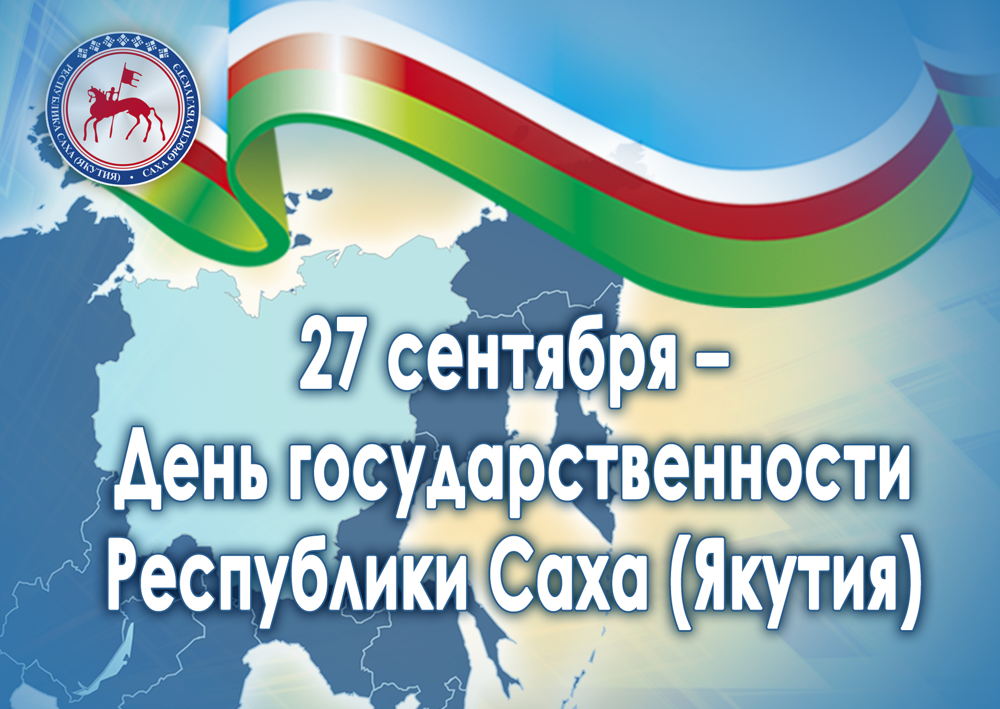 РЕСПУБЛИКА САХА (ЯКУТИЯ) • САХА ӨРӨСПҮҮБҮЛҮКЭТЭ
27 сентября –
День государственности
Республики Саха (Якутия)